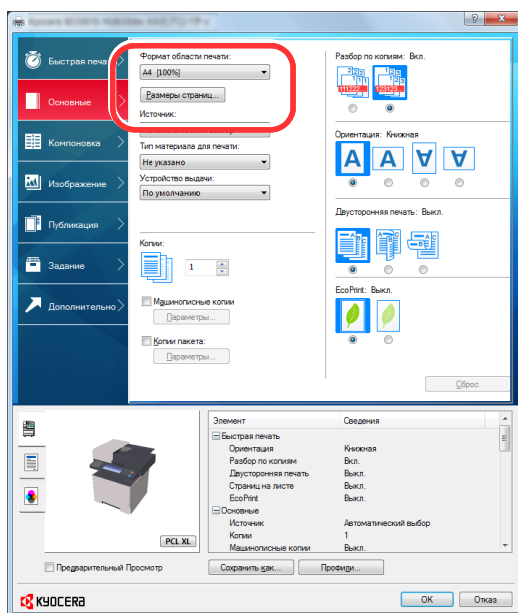 Быстрая печа
Основные
Компоновка
Изображение
Публикация
Задание
Дополнительно
Формат области печати:
A4 [100%]
Размеры страниц...
Источник:
Тип материала для печати:
Не указано
Устройство выдачи:
По умолчанию
Копии:
1
Машинописные копии
Параметры...
Копии пакета:
Параметры...
Разбор по копиям: Вкл.
111222...
123123...
Ориентация: Книжная
A A A A
Двусторонняя печать: Выкл.
A B C
A B C
A B C
EcoPrint: Выкл.
Сброс
PCL XL
Предварительный Просмотр
Элемент Сведения
Быстрая печать
Ориентация Книжная
Разбор по копиям Вкл.
Двусторонняя печать Выкл.
Страниц на листе Выкл.
EcoPrint Выкл.
Основные
Источник Автоматический выбор
Копии 1
Машинописные копии Выкл.
Сохранить как...
Профили...
KYOCERA
OK
Отказ